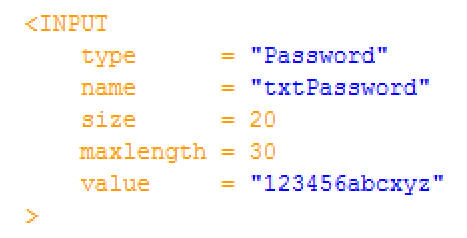 <INPUT
type = "Password"
name = "txtPassword"
size = 20
maxlength = 30
value = "123456abcxyz"
>